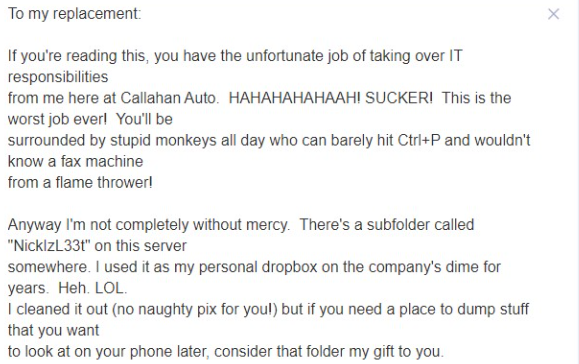 To my replacement:
If you're reading this, you have the unfortunate job of taking over IT
responsibilities
from me here at Callahan Auto.  HAHAHAHAHAAH! SUCKER!  This is the
worst job ever!  You'll be
surrounded by stupid monkeys all day who can barely hit Ctrl+P and wouldn't
know a fax machine
from a flame thrower!
Anyway I'm not completely without mercy.  There's a subfolder called
"NickIzL33t" on this server
somewhere. I used it as my personal dropbox on the company's dime for
years.  Heh. LOL.
I cleaned it out (no naughty pix for you!) but if you need a place to dump stuff
that you want
to look at on your phone later, consider that folder my gift to you.